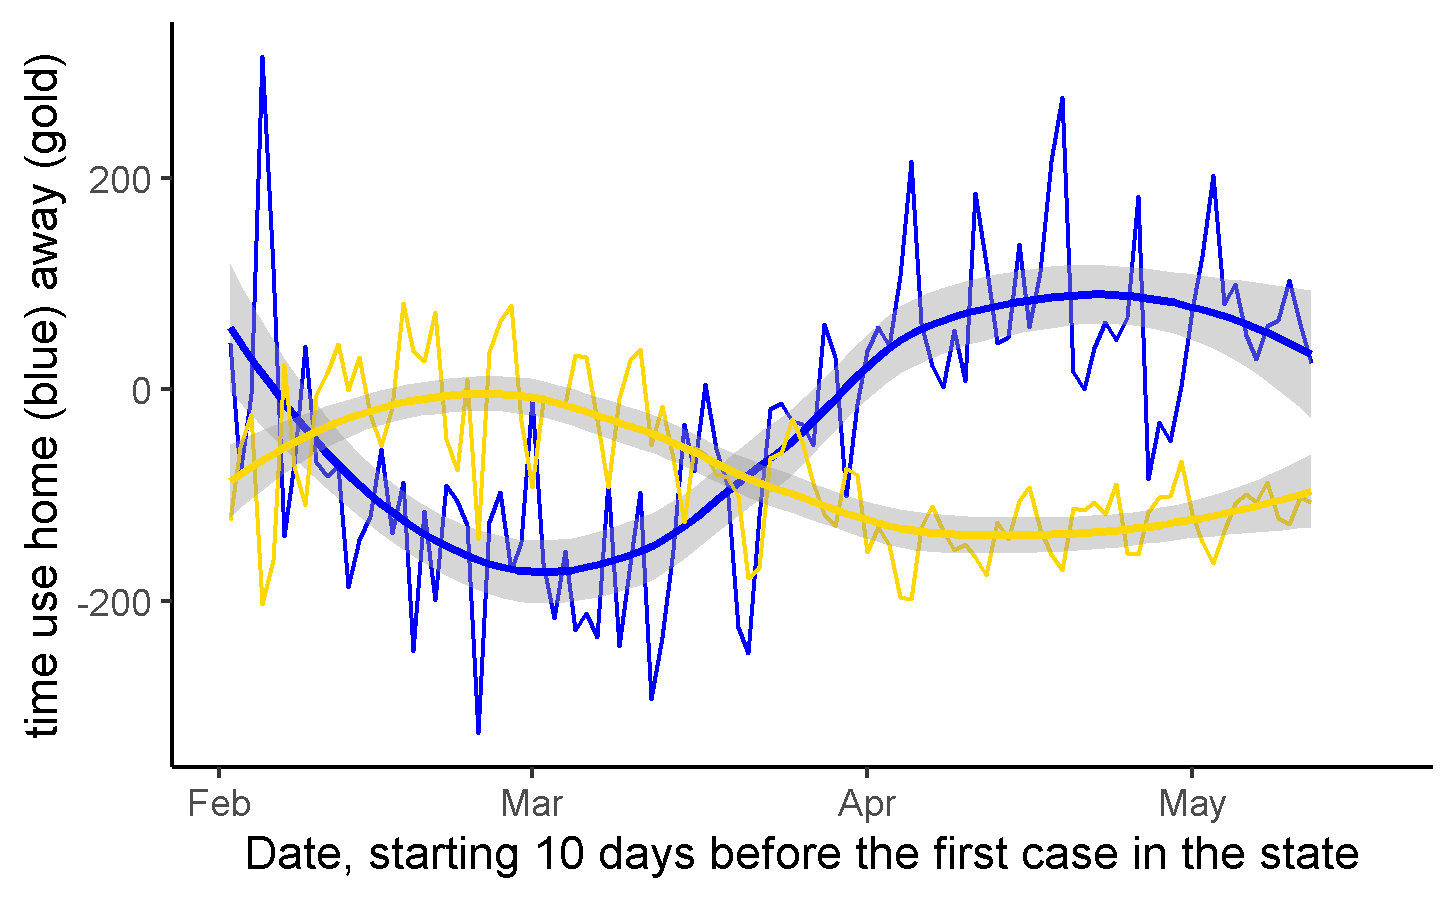 time use home (blue) away (gold)
200
0
-200
Feb Mar Apr May
Date, starting 10 days before the first case in the state